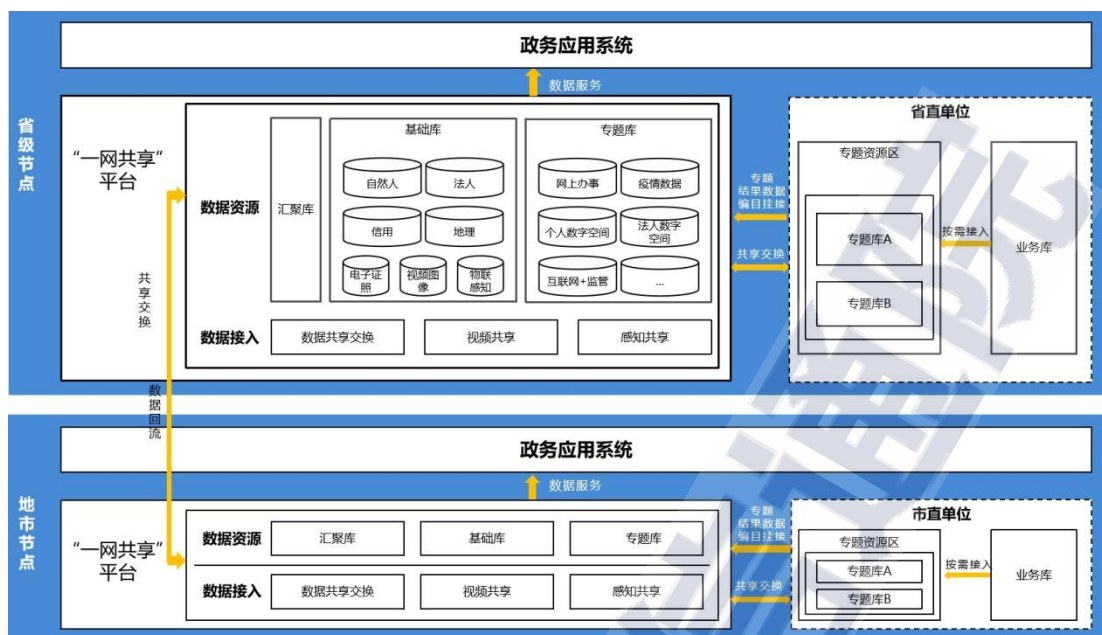 政务应用系统
数据服务
省级节点
“一网共享”
平台
数据资源
汇聚库
基础库
自然人
法人
信用
地理
电子证
照
视频图
像
物联
感知
专题库
网上办事
疫情数据
个人数字空间
法人数字
空间
互联网+监管
...
数据接入
数据共享交换
视频共享
感知共享
专题
结果数据
编目挂接
共享交换
省直单位
专题资源区
专题库A
专题库B
按需接入
业务库
共享交换
数据回流
政务应用系统
数据服务
地市节点
“一网共享”
平台
数据资源
汇聚库
基础库
专题库
数据接入
数据共享交换
视频共享
感知共享
专题
结果数据
编目挂接
共享交换
市直单位
专题资源区
专题库A
专题库B
按需接入
业务库